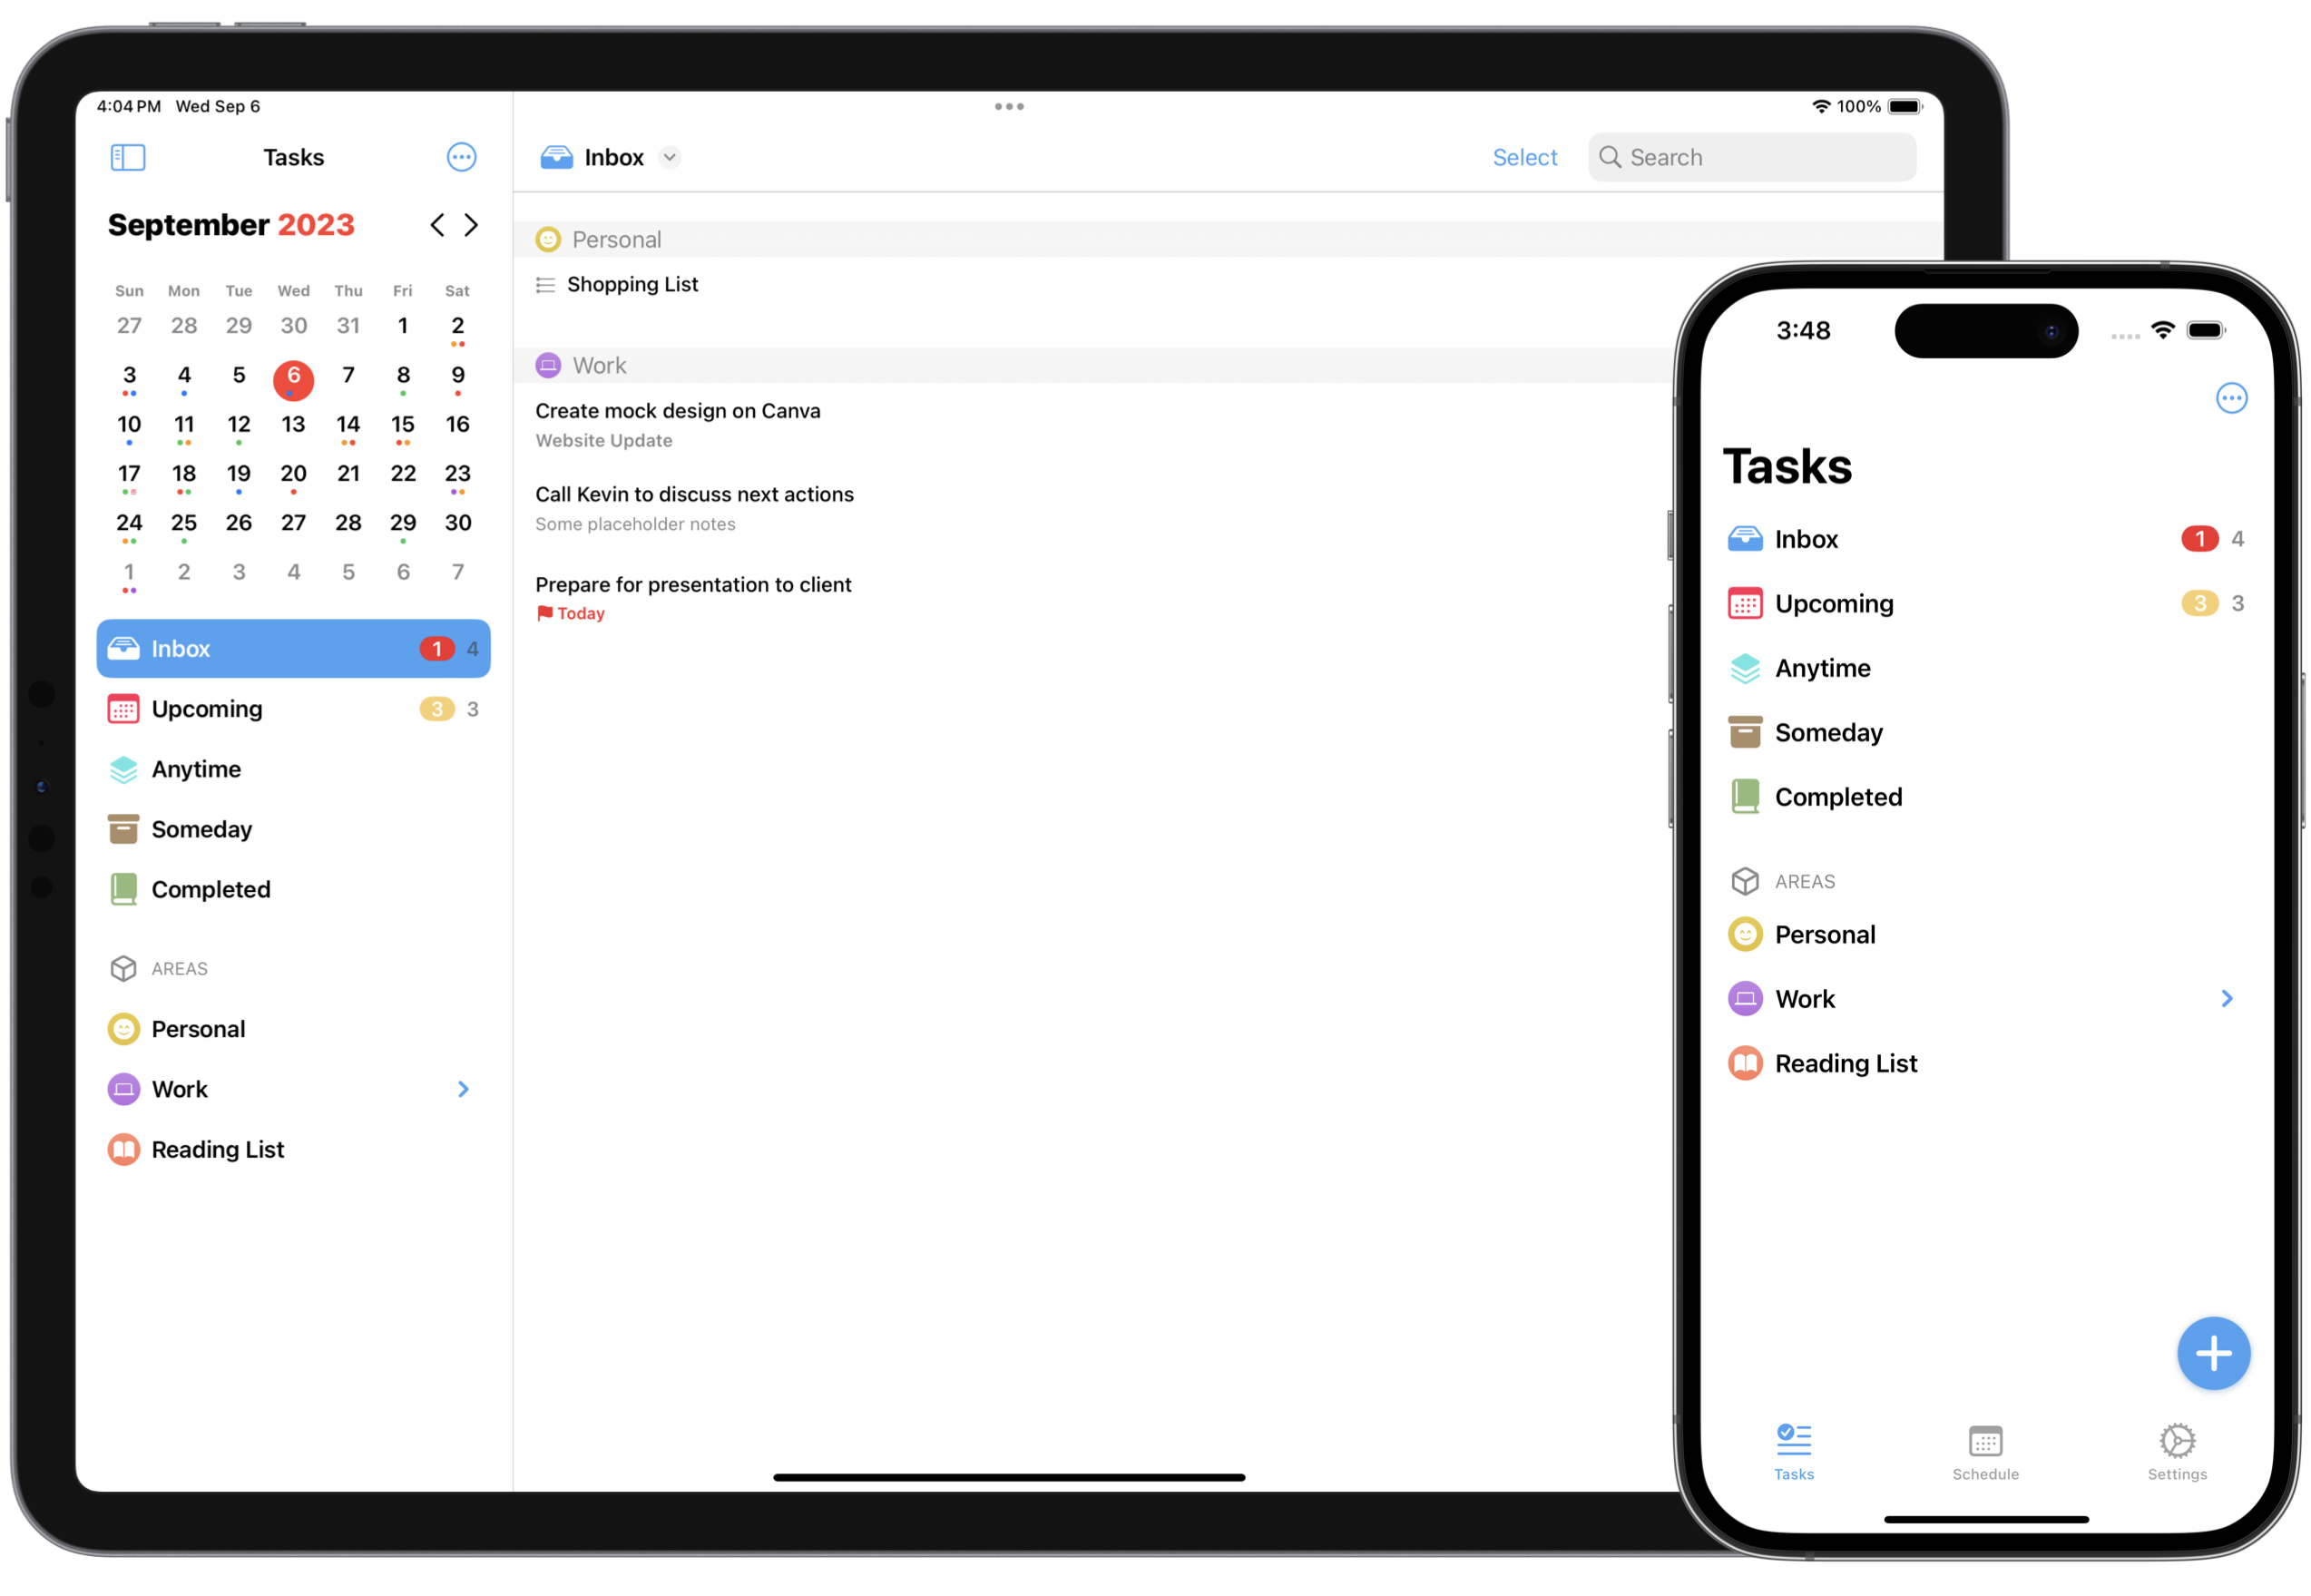 4:04 PM Wed Sep 6
100%
Tasks
September 2023
Sun Mon Tue Wed Thu Fri Sat
27 28 29 30 31 1 2
3 4 5 6 7 8 9
10 11 12 13 14 15 16
17 18 19 20 21 22 23
24 25 26 27 28 29 30
1 2 3 4 5 6 7
Inbox 1 4
Upcoming 3 3
Anytime
Someday
Completed
AREAS
Personal
Work
Reading List
Inbox
Select
Search
Personal
Shopping List
Work
Create mock design on Canva
Website Update
Call Kevin to discuss next actions
Some placeholder notes
Prepare for presentation to client
Today
3:48
Tasks
Inbox 1 4
Upcoming 3 3
Anytime
Someday
Completed
AREAS
Personal
Work
Reading List
Tasks Schedule Settings